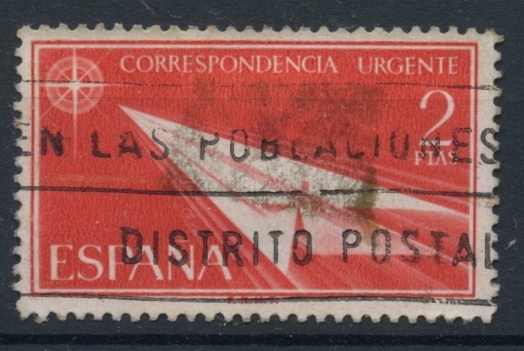 CORRESPONDENCIA URGENTE
2
PTAS
EN LAS POBLACIONES
DISTRITO POSTAL
ESPAÑA
F.N.M.T.